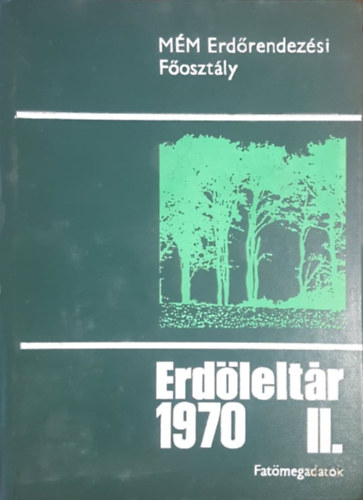 MÉM Erdőrendezési
Főosztály
Erdőleltár
1970 II.
Fatömegadatok